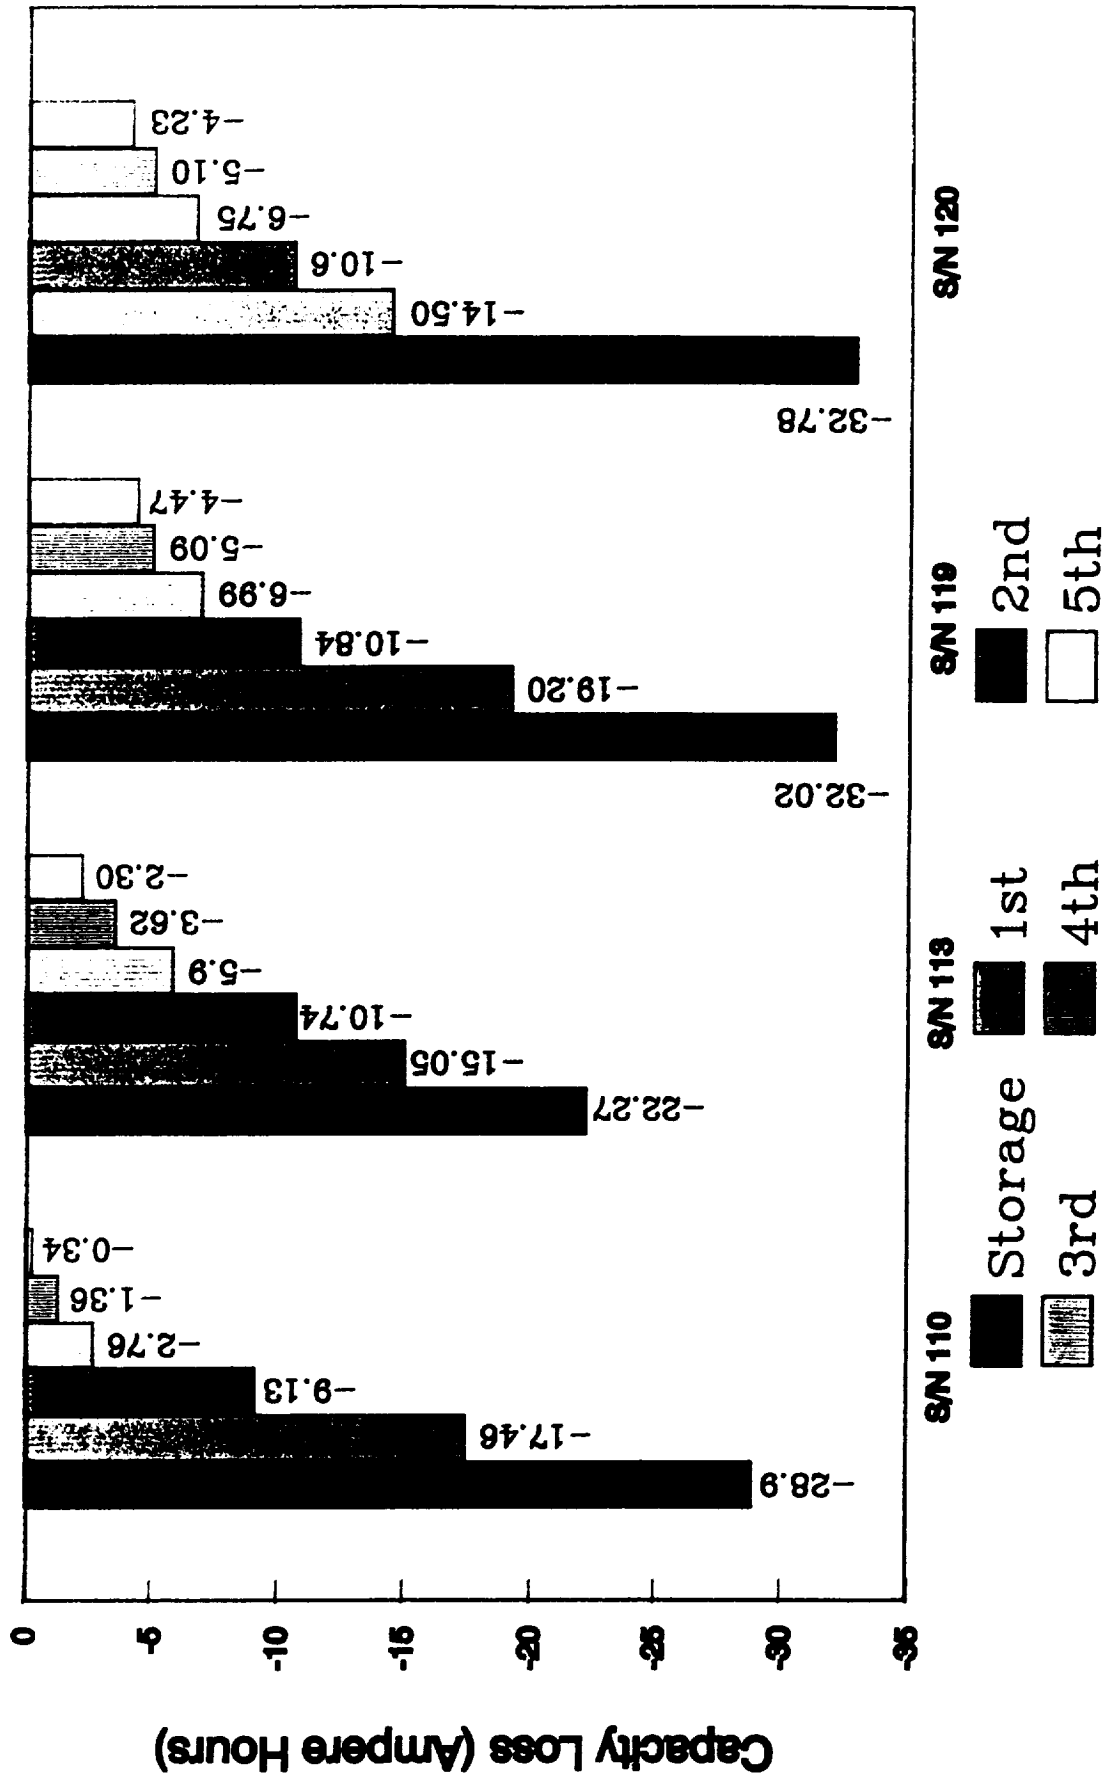 Capacity Loss (Ampere Hours)
0
-5
-10
-15
-20
-25
-30
-35
-28.9
-17.46
-9.13
-2.76
-1.36
-0.34
-22.27
-15.05
-10.74
-5.9
-3.62
-2.30
-32.02
-19.20
-10.84
-6.99
-5.09
-4.47
-32.78
-14.50
-10.6
-6.75
-5.10
-4.23
S/N 110
S/N 113
S/N 119
S/N 120
Storage
1st
2nd
3rd
4th
5th